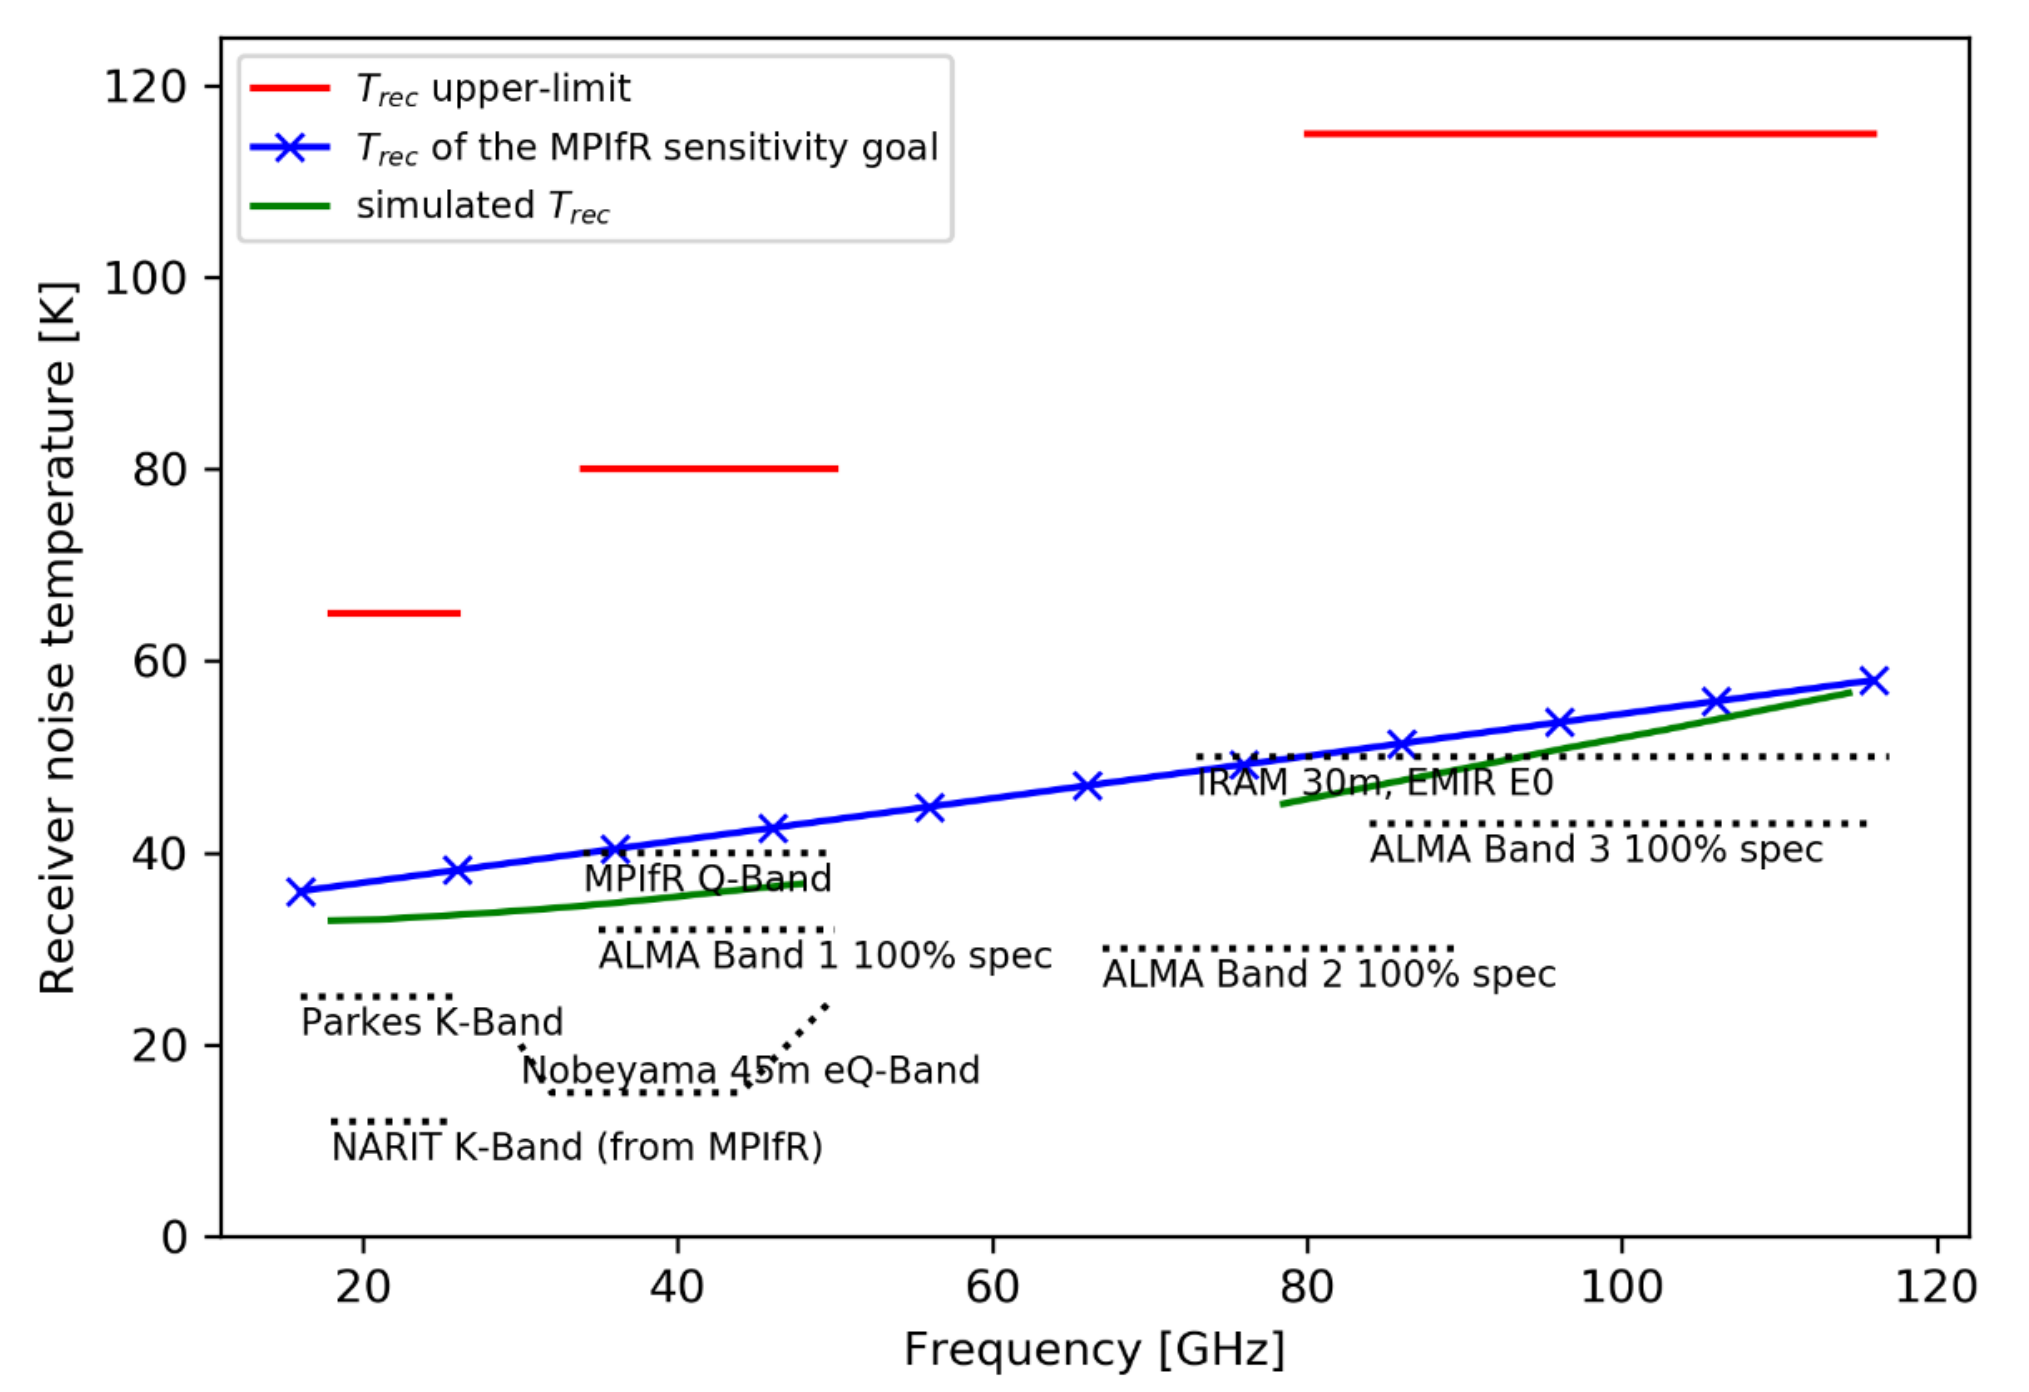 120
100
80
60
40
20
0
Receiver noise temperature [K]
T_rec upper-limit
T_rec of the MPIfR sensitivity goal
simulated T_rec
IRAM 30m, EMIR E0
ALMA Band 3 100% spec
MPIfR Q-Band
ALMA Band 1 100% spec
ALMA Band 2 100% spec
Parkes K-Band
Nobeyama 45m eQ-Band
NARIT K-Band (from MPIfR)
20 40 60 80 100 120
Frequency [GHz]